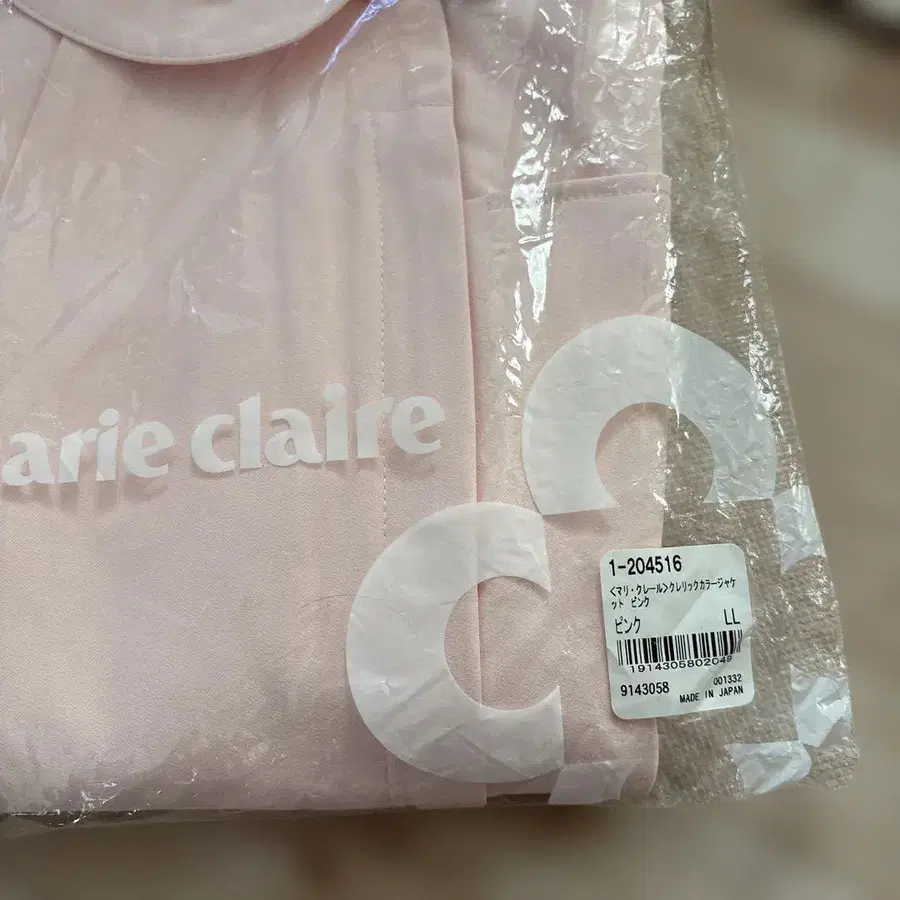 arie claire
1-204516
<マリ・クレール>クレリックカラージャケ
ット ピンク
ピンク LL
1914305802049
9143058 001332
MADE IN JAPAN